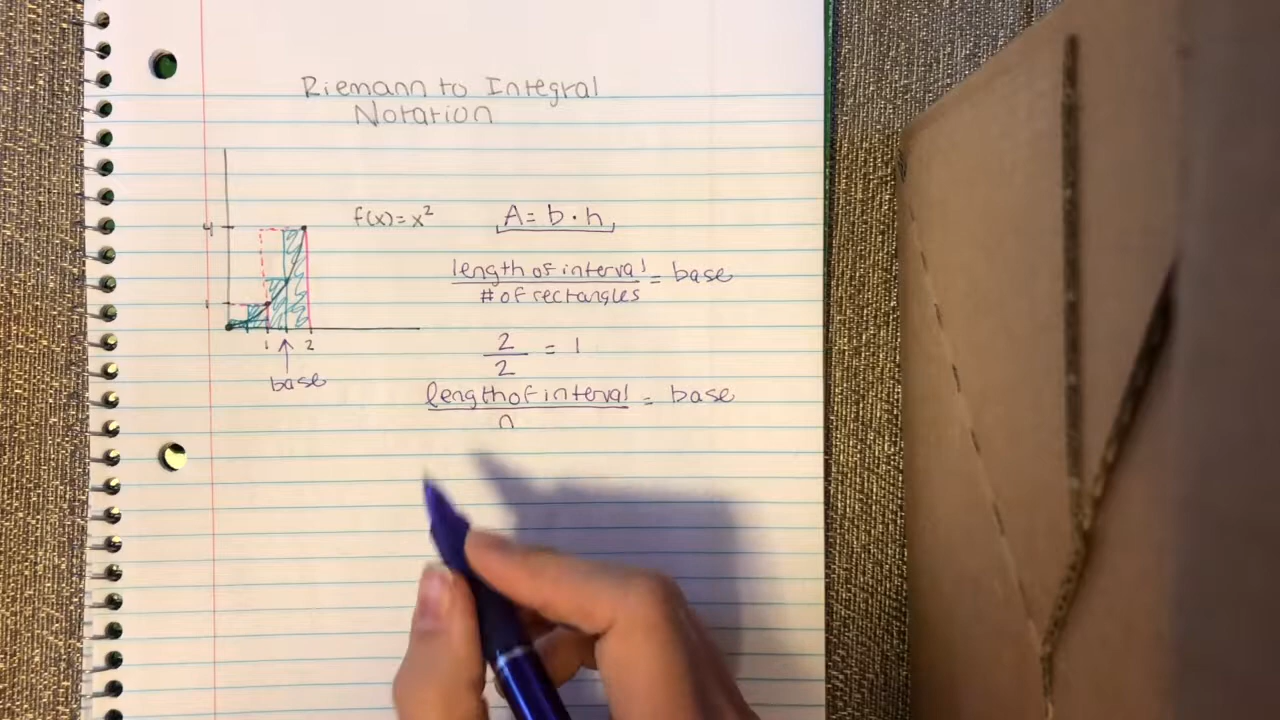 Riemann to Integral
Notation
f(x)=x²
A= b · h
4
length of interval
# of rectangles
= base
1
1 2
base
2
2
= 1
length of interval
n
= base